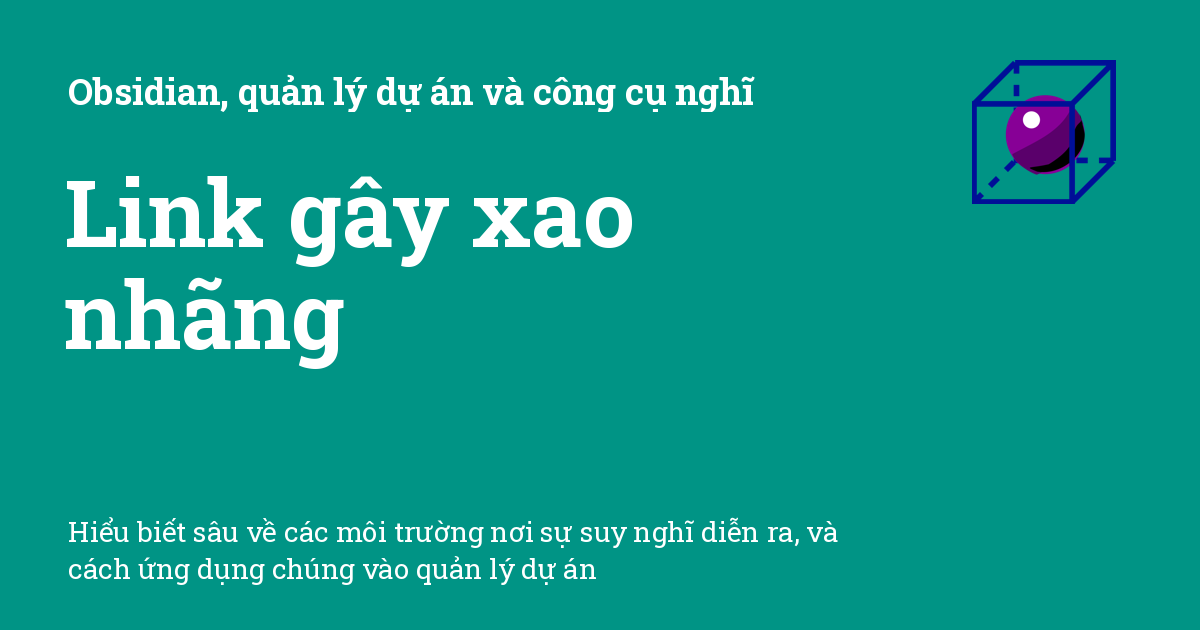 Obsidian, quản lý dự án và công cụ nghĩ
Link gây xao
nhãng
Hiểu biết sâu về các môi trường nơi sự suy nghĩ diễn ra, và
cách ứng dụng chúng vào quản lý dự án